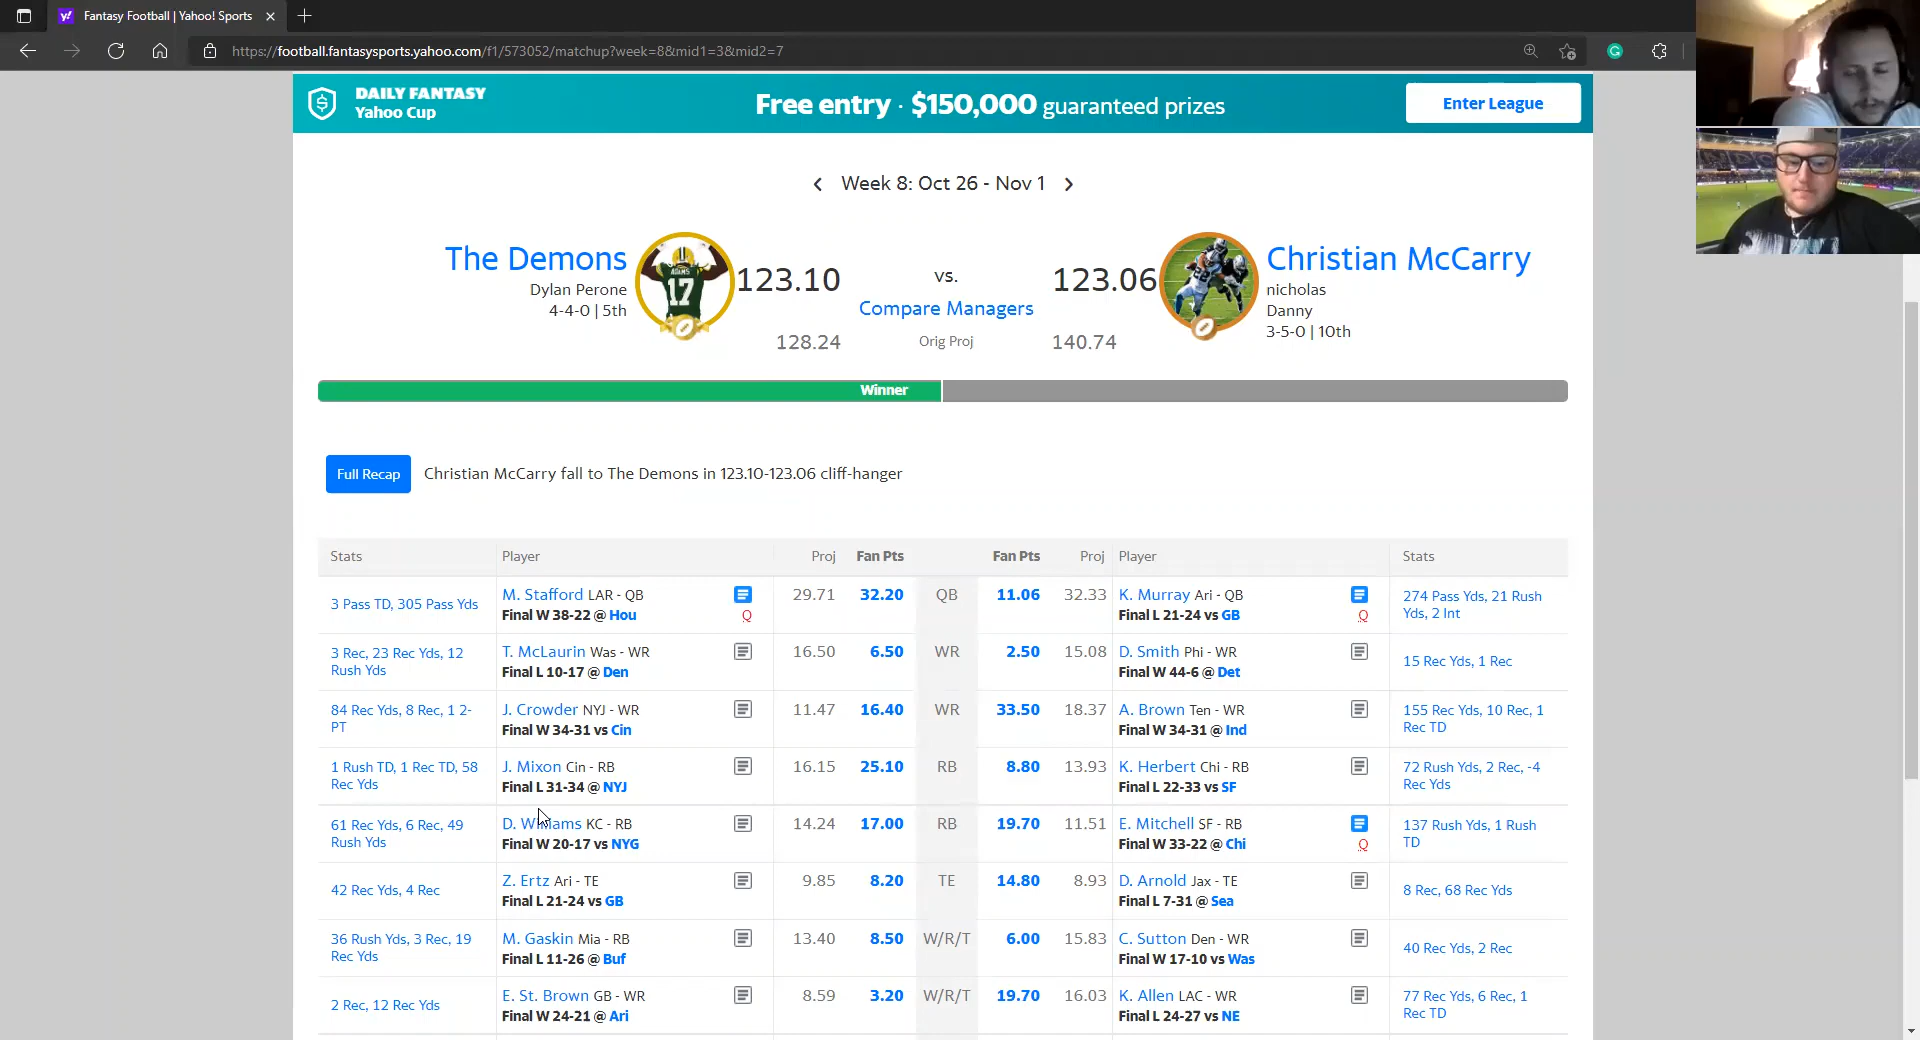 Fantasy Football | Yahoo! Sports
https://football.fantasysports.yahoo.com/f1/573052/matchup?week=8&mid1=3&mid2=7
DAILY FANTASY
Yahoo Cup
Free entry · $150,000 guaranteed prizes
Enter League
Week 8: Oct 26 - Nov 1
The Demons
Dylan Perone
4-4-0 | 5th
ADAMS
17
123.10
128.24
vs.
Compare Managers
Orig Proj
123.06
140.74
Christian McCarry
nicholas
Danny
3-5-0 | 10th
Winner
Full Recap
Christian McCarry fall to The Demons in 123.10-123.06 cliff-hanger
Stats Player Proj Fan Pts Fan Pts Proj Player Stats
3 Pass TD, 305 Pass Yds
M. Stafford LAR - QB
Final W 38-22 @ Hou
Q
29.71 32.20 QB 11.06 32.33
K. Murray Ari - QB
Final L 21-24 vs GB
Q
274 Pass Yds, 21 Rush
Yds, 2 Int
3 Rec, 23 Rec Yds, 12
Rush Yds
T. McLaurin Was - WR
Final L 10-17 @ Den
16.50 6.50 WR 2.50 15.08
D. Smith Phi - WR
Final W 44-6 @ Det
15 Rec Yds, 1 Rec
84 Rec Yds, 8 Rec, 1 2-
PT
J. Crowder NYJ - WR
Final W 34-31 vs Cin
11.47 16.40 WR 33.50 18.37
A. Brown Ten - WR
Final W 34-31 @ Ind
155 Rec Yds, 10 Rec, 1
Rec TD
1 Rush TD, 1 Rec TD, 58
Rec Yds
J. Mixon Cin - RB
Final L 31-34 @ NYJ
16.15 25.10 RB 8.80 13.93
K. Herbert Chi - RB
Final L 22-33 vs SF
72 Rush Yds, 2 Rec, -4
Rec Yds
61 Rec Yds, 6 Rec, 49
Rush Yds
D. Williams KC - RB
Final W 20-17 vs NYG
14.24 17.00 RB 19.70 11.51
E. Mitchell SF - RB
Final W 33-22 @ Chi
Q
137 Rush Yds, 1 Rush
TD
42 Rec Yds, 4 Rec
Z. Ertz Ari - TE
Final L 21-24 vs GB
9.85 8.20 TE 14.80 8.93
D. Arnold Jax - TE
Final L 7-31 @ Sea
8 Rec, 68 Rec Yds
36 Rush Yds, 3 Rec, 19
Rec Yds
M. Gaskin Mia - RB
Final L 11-26 @ Buf
13.40 8.50 W/R/T 6.00 15.83
C. Sutton Den - WR
Final W 17-10 vs Was
40 Rec Yds, 2 Rec
2 Rec, 12 Rec Yds
E. St. Brown GB - WR
Final W 24-21 @ Ari
8.59 3.20 W/R/T 19.70 16.03
K. Allen LAC - WR
Final L 24-27 vs NE
77 Rec Yds, 6 Rec, 1
Rec TD